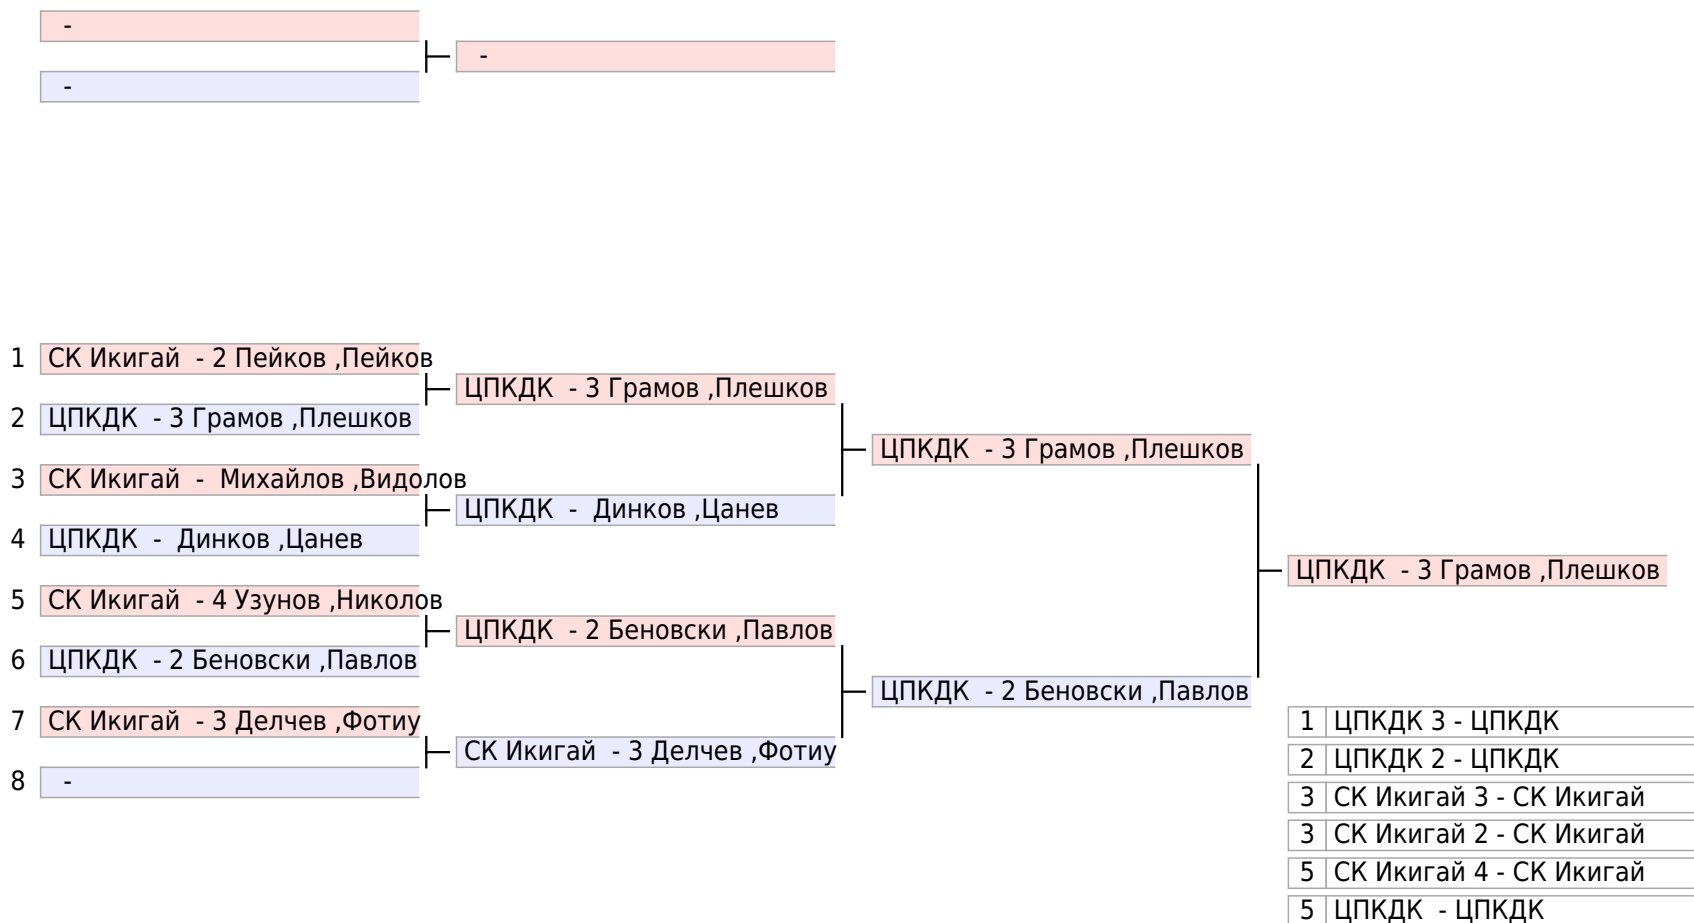 -
-
-
1 СК Икигай - 2 Пейков ,Пейков
ЦПКДК - 3 Грамов ,Плешков
2 ЦПКДК - 3 Грамов ,Плешков
ЦПКДК - 3 Грамов ,Плешков
3 СК Икигай - Михайлов ,Видолов
ЦПКДК - Динков ,Цанев
4 ЦПКДК - Динков ,Цанев
ЦПКДК - 3 Грамов ,Плешков
5 СК Икигай - 4 Узунов ,Николов
ЦПКДК - 2 Беновски ,Павлов
6 ЦПКДК - 2 Беновски ,Павлов
ЦПКДК - 2 Беновски ,Павлов
7 СК Икигай - 3 Делчев ,Фотиу
СК Икигай - 3 Делчев ,Фотиу
8 -
1 ЦПКДК 3 - ЦПКДК
2 ЦПКДК 2 - ЦПКДК
3 СК Икигай 3 - СК Икигай
3 СК Икигай 2 - СК Икигай
5 СК Икигай 4 - СК Икигай
5 ЦПКДК - ЦПКДК